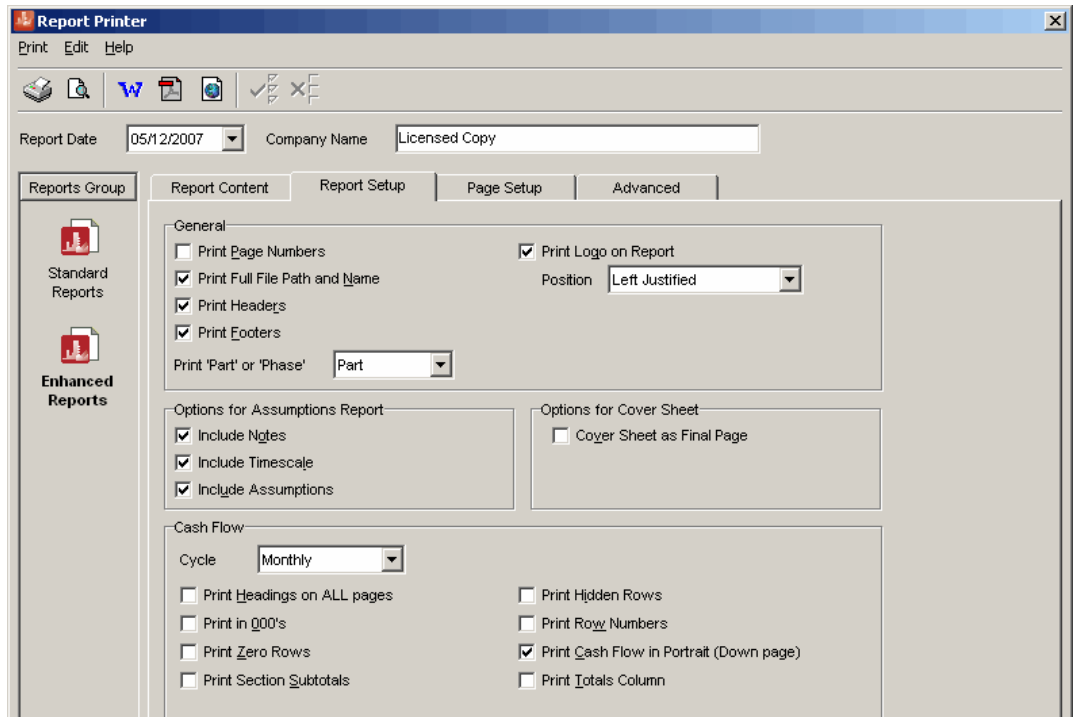 Report Printer
Print Edit Help
W
Report Date 05/12/2007 Company Name Licensed Copy
Reports Group Report Content Report Setup Page Setup Advanced
General
Print Page Numbers Print Logo on Report
Standard Reports
Print Full File Path and Name Position Left Justified
Print Headers
Print Footers
Print 'Part' or 'Phase' Part
Enhanced Reports
Options for Assumptions Report Options for Cover Sheet
Include Notes Cover Sheet as Final Page
Include Timescale
Include Assumptions
Cash Flow
Cycle Monthly
Print Headings on ALL pages Print Hidden Rows
Print in 000's Print Row Numbers
Print Zero Rows Print Cash Flow in Portrait (Down page)
Print Section Subtotals Print Totals Column